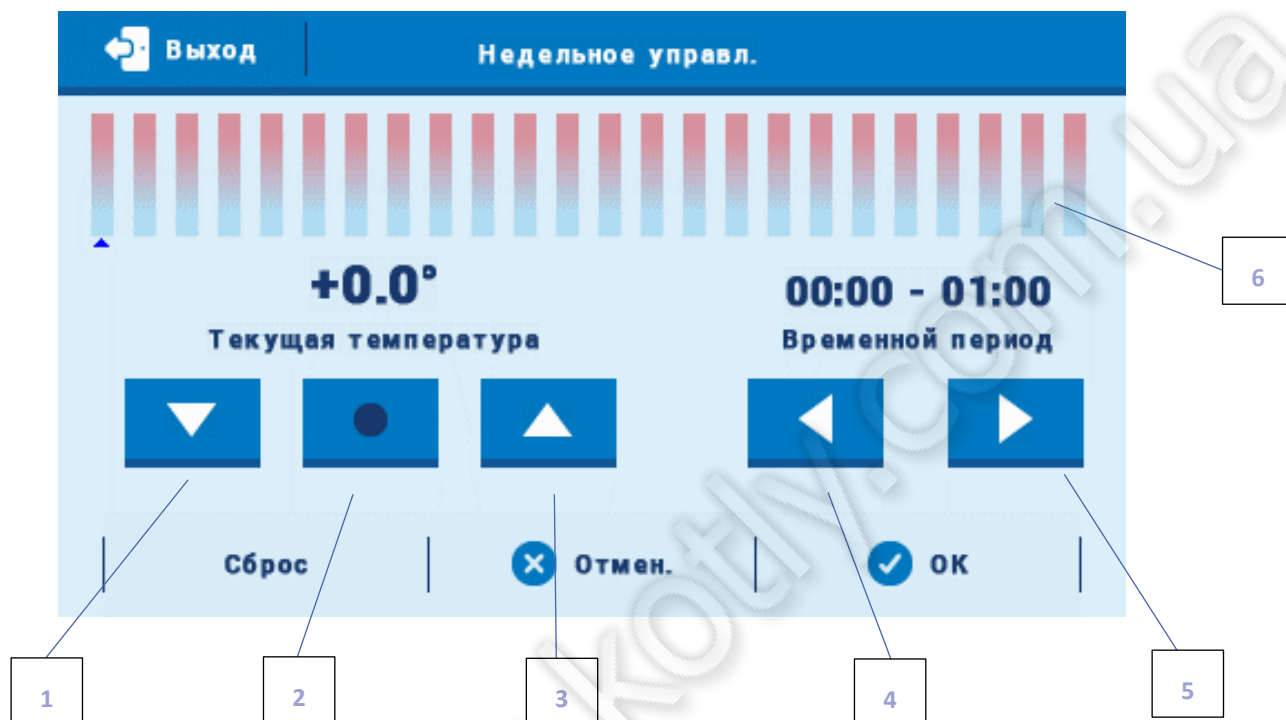 Выход
Недельное управл.
+0.0°
00:00 - 01:00
Текущая температура
Временной период
Сброс
Отмен.
ОК
1
2
3
4
5
6
kotly.com.ua